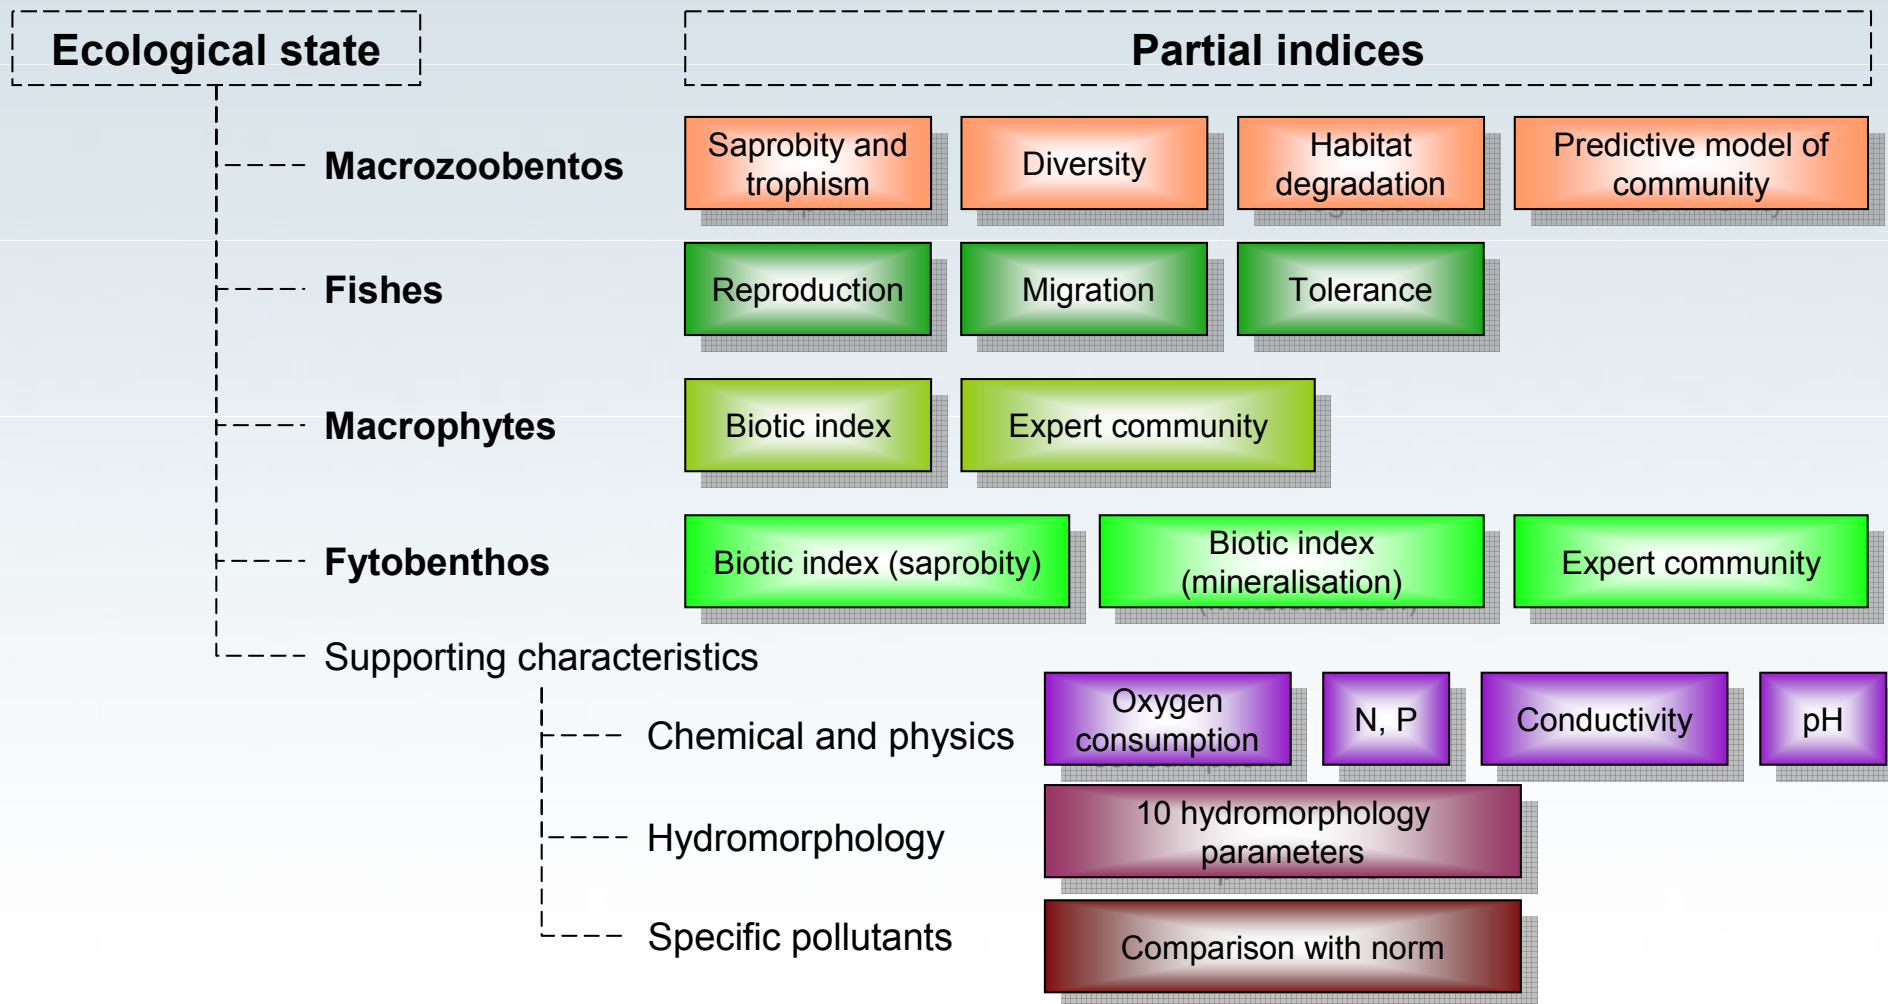 Ecological state
Partial indices
Macrozoobentos
Saprobity and
trophism
Diversity
Habitat
degradation
Predictive model of
community
Fishes
Reproduction
Migration
Tolerance
Macrophytes
Biotic index
Expert community
Fytobenthos
Biotic index (saprobity)
Biotic index
(mineralisation)
Expert community
Supporting characteristics
Chemical and physics
Oxygen
consumption
N, P
Conductivity
pH
Hydromorphology
10 hydromorphology
parameters
Specific pollutants
Comparison with norm